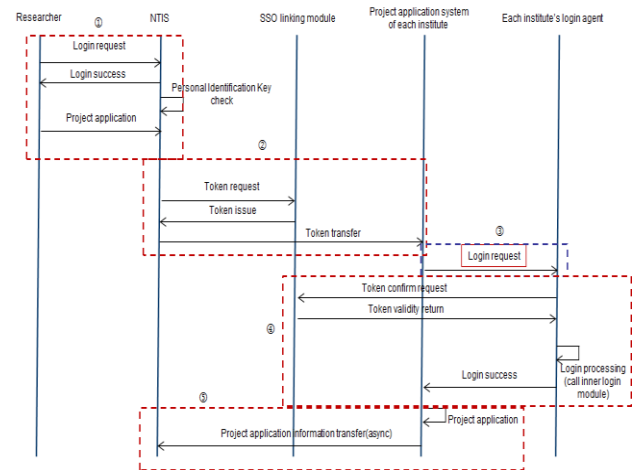 Researcher
NTIS
SSO linking module
Project application system
of each institute
Each institute's login agent
①
Login request
Login success
Personal Identification Key
check
Project application
②
Token request
Token issue
Token transfer
③
Login request
Token confirm request
Token validity return
④
Login processing
(call inner login
module)
Login success
⑤
Project application
Project application information transfer(async)